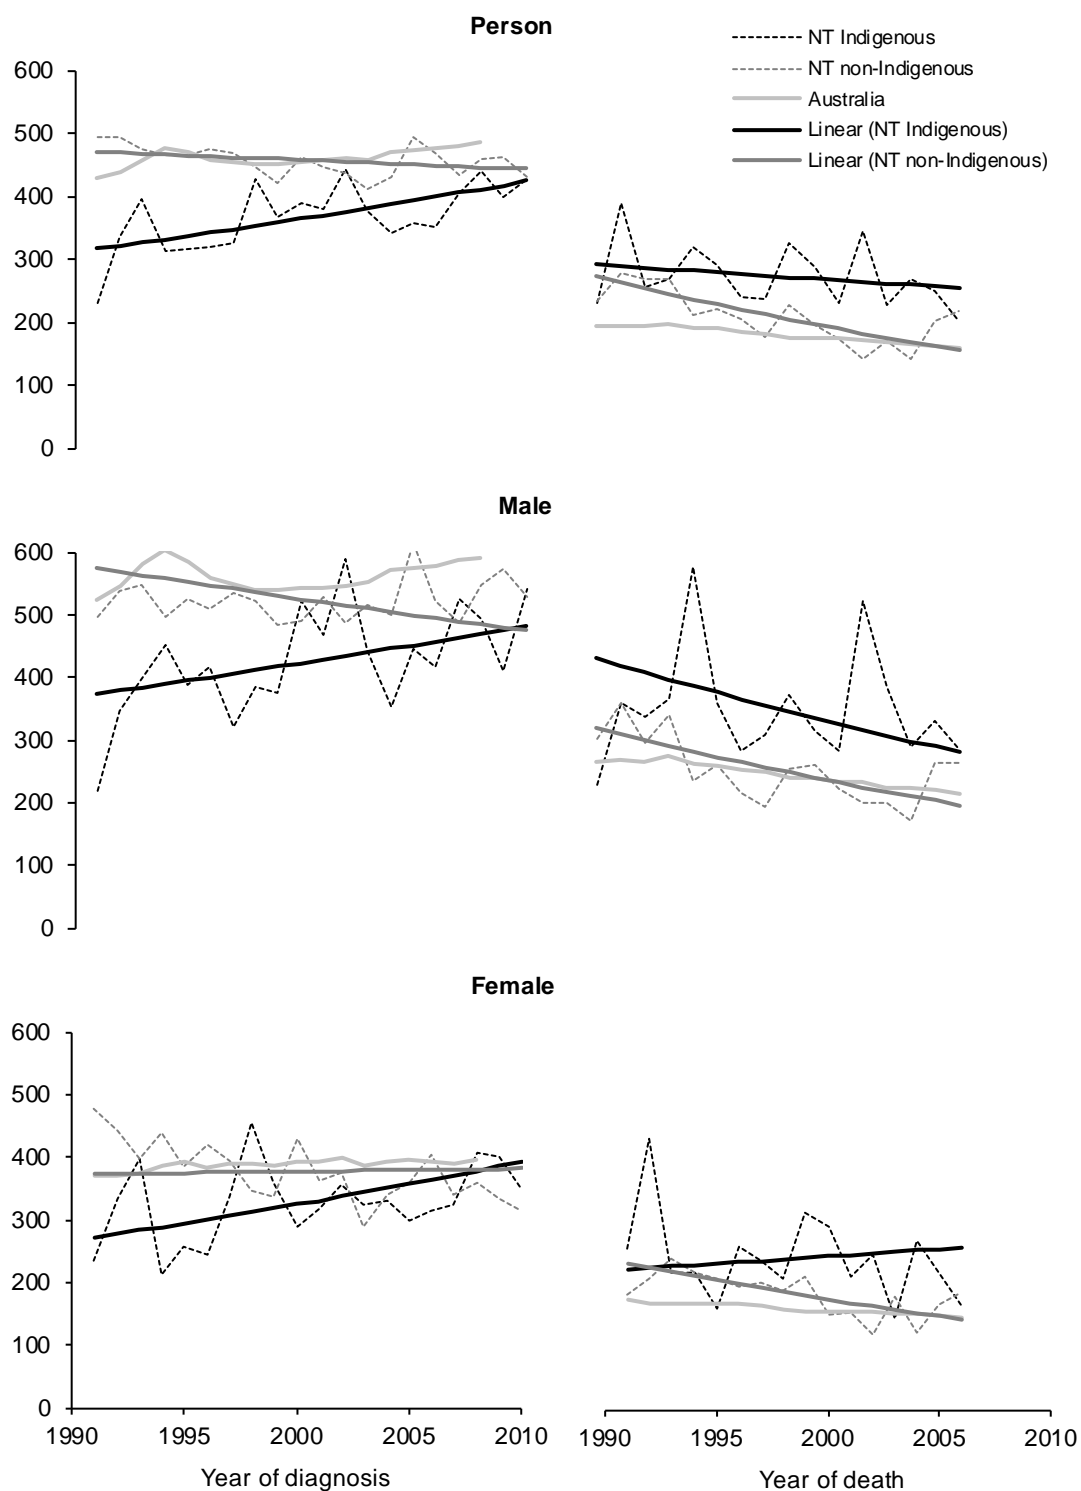 Person
NT Indigenous
NT non-Indigenous
Australia
Linear (NT Indigenous)
Linear (NT non-Indigenous)
600
500
400
300
200
100
0
Male
600
500
400
300
200
100
0
Female
600
500
400
300
200
100
0
1990 1995 2000 2005 2010
1990 1995 2000 2005 2010
Year of diagnosis
Year of death